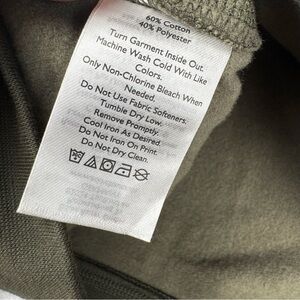 60% Cotton
40% Polyester
Turn Garment Inside Out.
Machine Wash Cold With Like
Colors.
Only Non-Chlorine Bleach When
Needed.
Do Not Use Fabric Softeners.
Tumble Dry Low.
Remove Promptly.
Cool Iron As Desired.
Do Not Iron On Print.
Do Not Dry Clean.